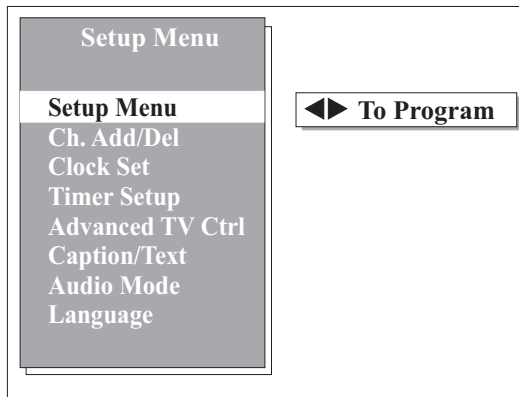 Setup Menu
Setup Menu
◀▶ To Program
Ch. Add/Del
Clock Set
Timer Setup
Advanced TV Ctrl
Caption/Text
Audio Mode
Language